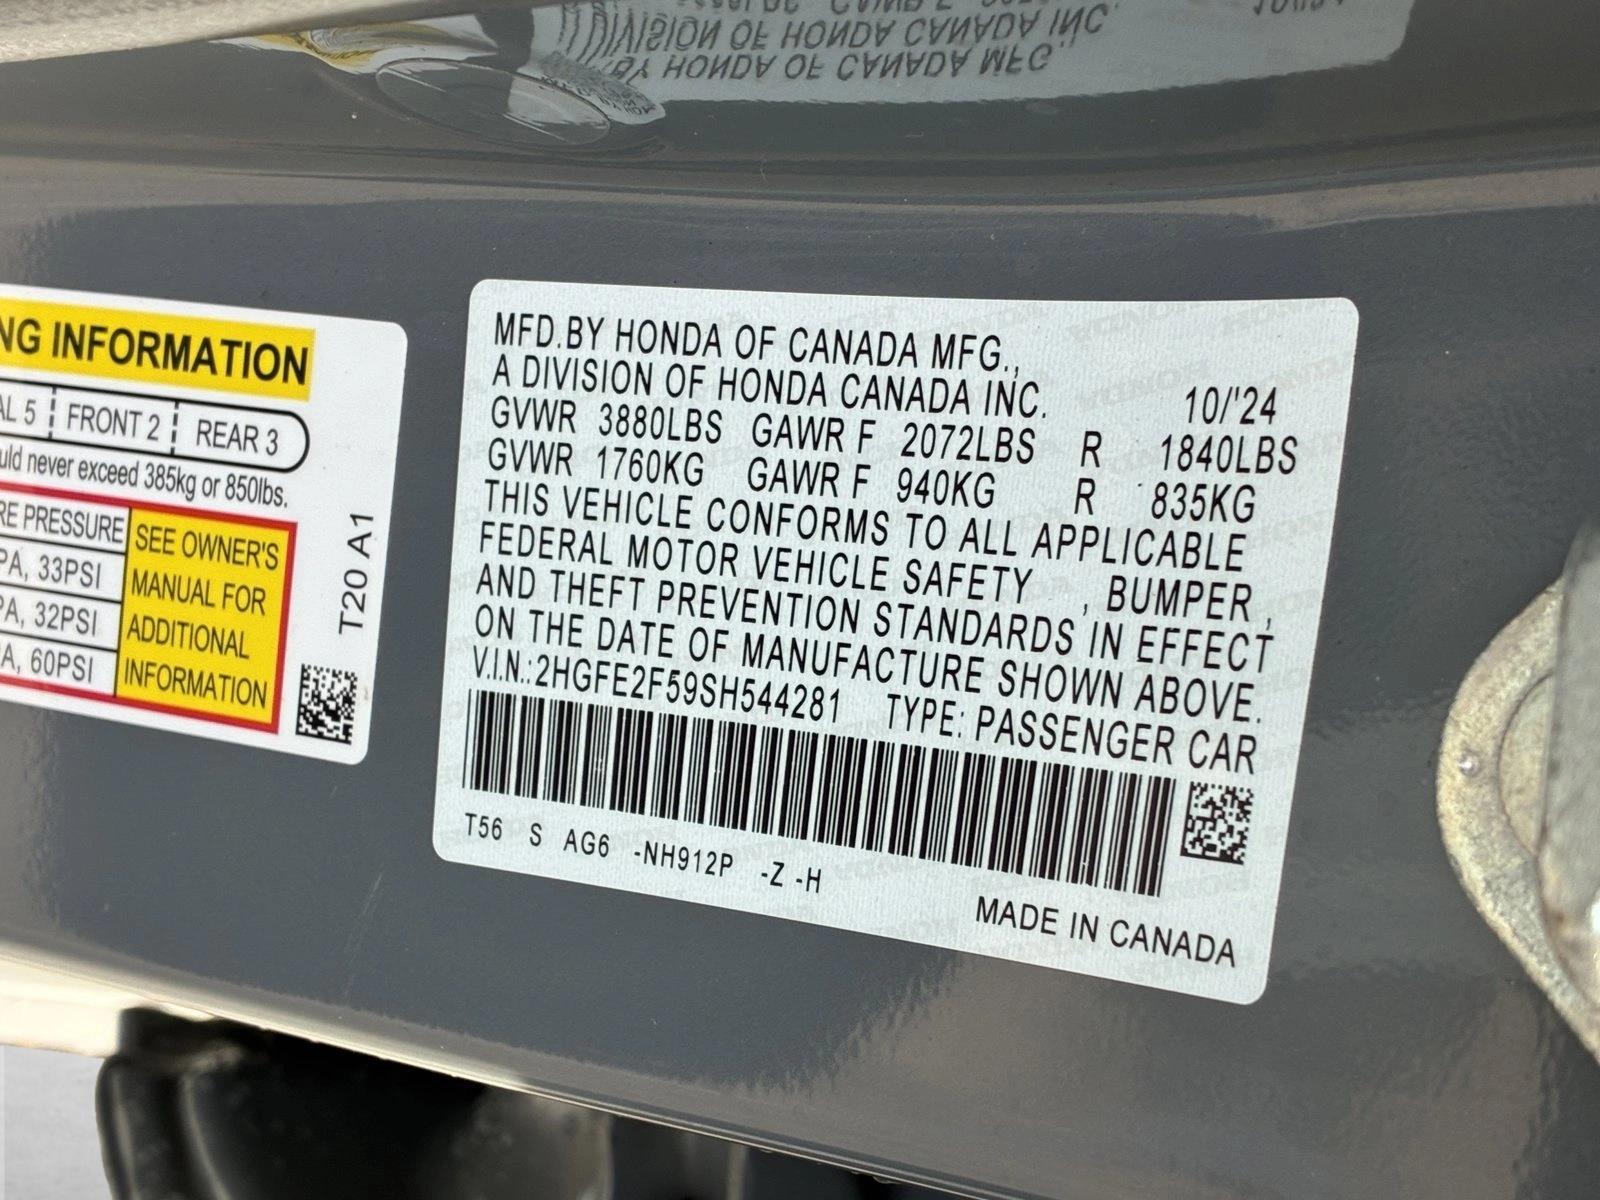 DIVISION OF HONDA CANADA INC.
BY HONDA OF CANADA MFG.
NG INFORMATION
AL 5 FRONT 2 REAR 3
uld never exceed 385kg or 850lbs.
RE PRESSURE
PA, 33PSI
PA, 32PSI
A, 60PSI
SEE OWNER'S
MANUAL FOR
ADDITIONAL
INFORMATION
T20 A1
MFD.BY HONDA OF CANADA MFG.,
A DIVISION OF HONDA CANADA INC. 10/'24
GVWR 3880LBS GAWR F 2072LBS R 1840LBS
GVWR 1760KG GAWR F 940KG R 835KG
THIS VEHICLE CONFORMS TO ALL APPLICABLE
FEDERAL MOTOR VEHICLE SAFETY , BUMPER ,
AND THEFT PREVENTION STANDARDS IN EFFECT
ON THE DATE OF MANUFACTURE SHOWN ABOVE.
V.I.N.:2HGFE2F59SH544281 TYPE: PASSENGER CAR
T56 S AG6 -NH912P -Z -H
MADE IN CANADA